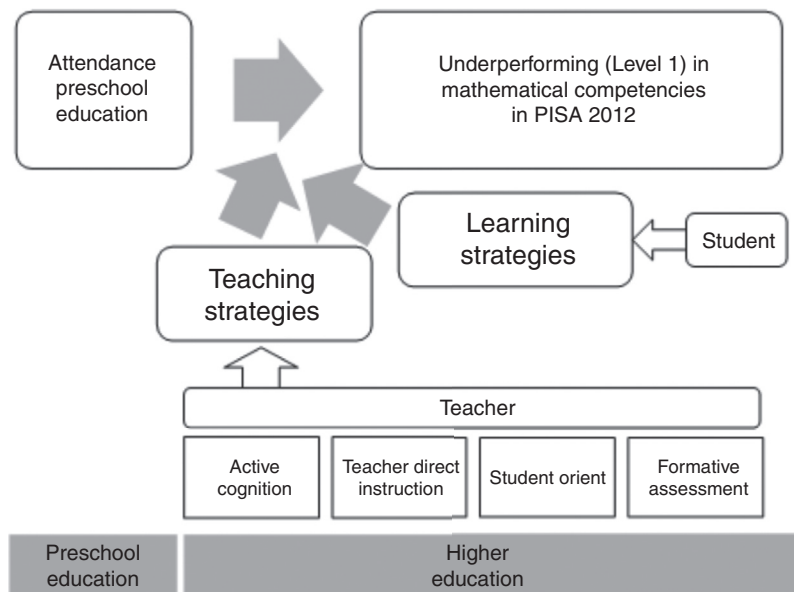 Attendance
preschool
education
Underperforming (Level 1) in
mathematical competencies
in PISA 2012
Learning
strategies
Student
Teaching
strategies
Teacher
Active
cognition
Teacher direct
instruction
Student orient
Formative
assessment
Preschool
education
Higher
education